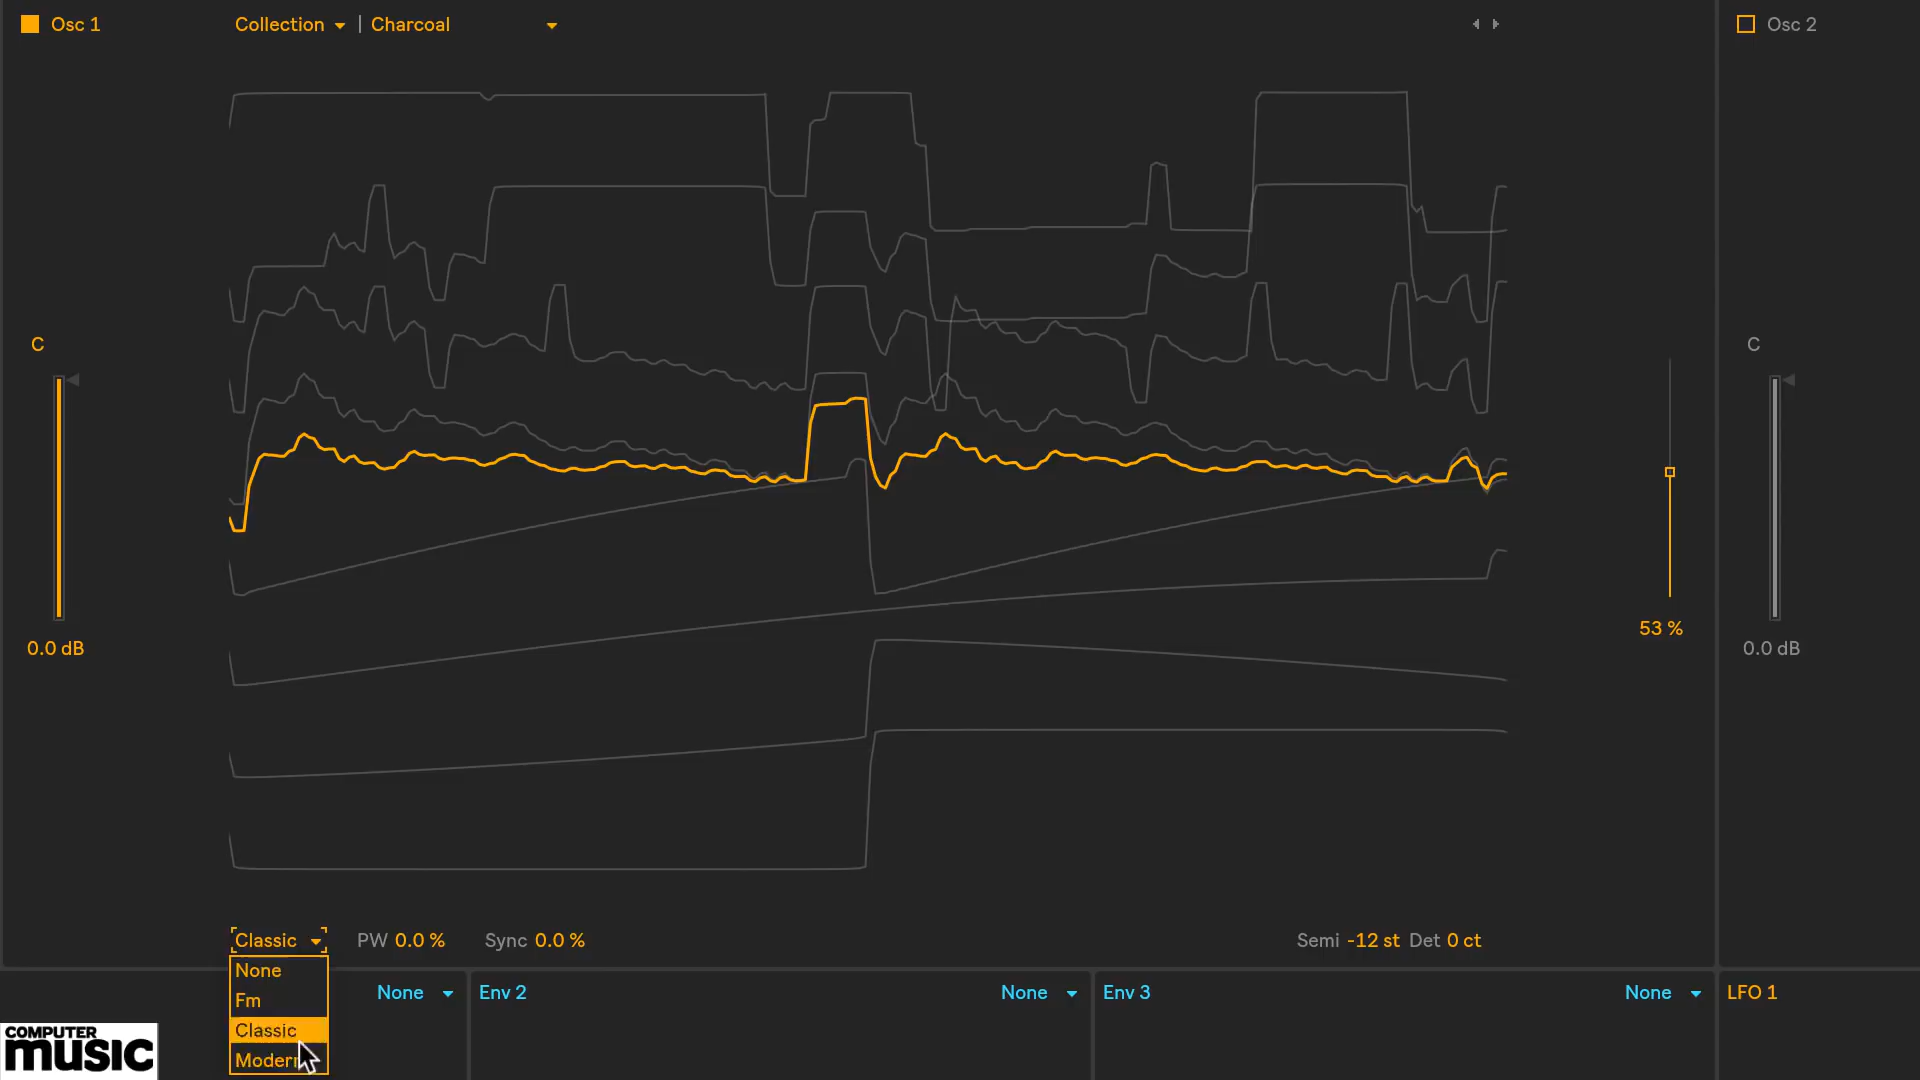 Osc 1
Collection
Charcoal
Osc 2
C
0.0 dB
53 %
C
0.0 dB
Classic
PW 0.0 %
Sync 0.0 %
Semi -12 st Det 0 ct
None
Fm
Classic
Modern
None
Env 2
None
Env 3
None
LFO 1
COMPUTER
music